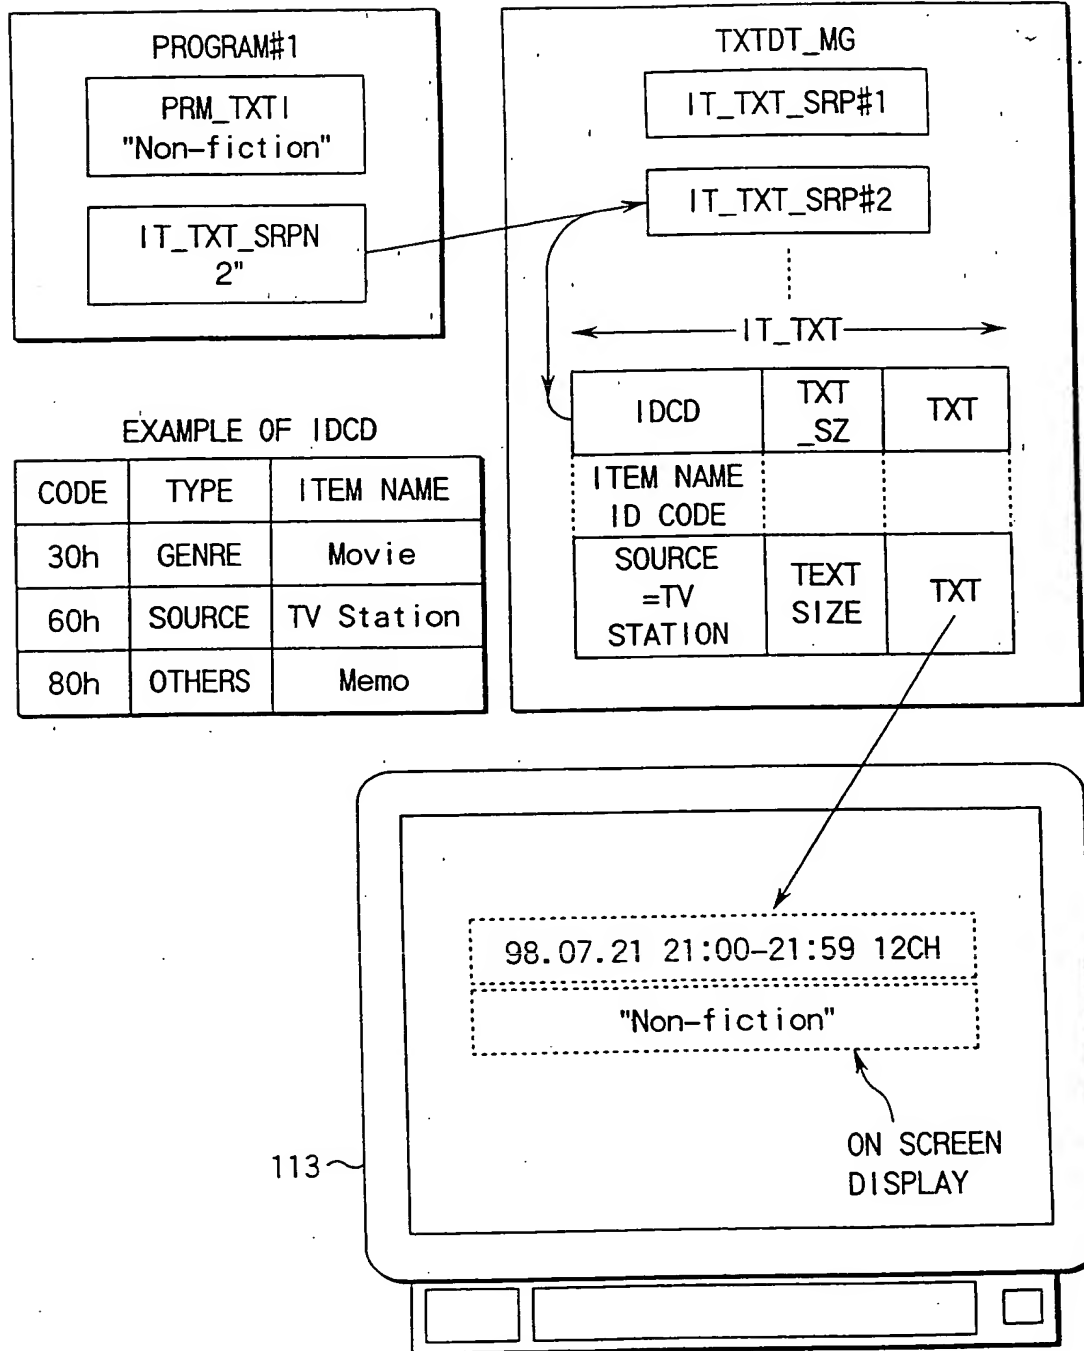 PROGRAM#1
PRM_TXTI
"Non-fiction"
IT_TXT_SRPN
2"
TXTDT_MG
IT_TXT_SRP#1
IT_TXT_SRP#2
IT_TXT
IDCD
TXT
_SZ
TXT
ITEM NAME
ID CODE
SOURCE
=TV
STATION
TEXT
SIZE
TXT
EXAMPLE OF IDCD
CODE TYPE ITEM NAME
30h GENRE Movie
60h SOURCE TV Station
80h OTHERS Memo
98.07.21 21:00-21:59 12CH
"Non-fiction"
ON SCREEN
DISPLAY
113